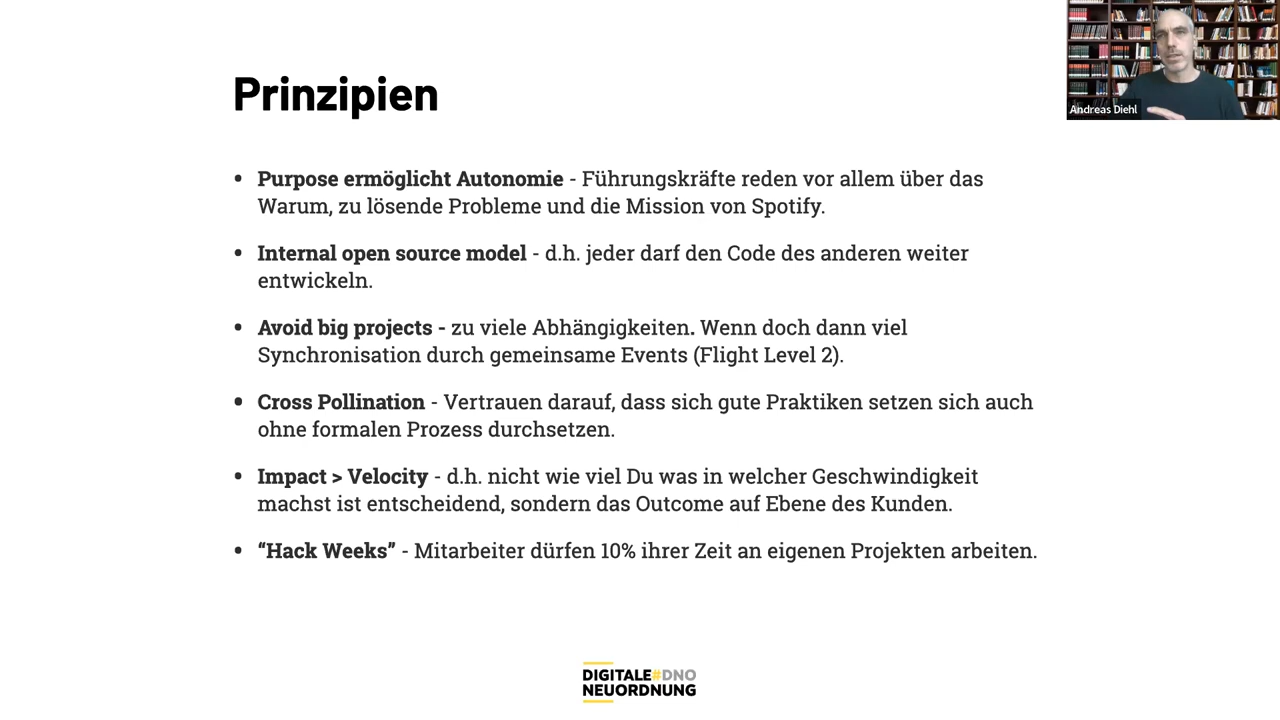 Prinzipien
Andreas Diehl
• Purpose ermöglicht Autonomie - Führungskräfte reden vor allem über das
Warum, zu lösende Probleme und die Mission von Spotify.
• Internal open source model - d.h. jeder darf den Code des anderen weiter
entwickeln.
• Avoid big projects - zu viele Abhängigkeiten. Wenn doch dann viel
Synchronisation durch gemeinsame Events (Flight Level 2).
• Cross Pollination - Vertrauen darauf, dass sich gute Praktiken setzen sich auch
ohne formalen Prozess durchsetzen.
• Impact > Velocity - d.h. nicht wie viel Du was in welcher Geschwindigkeit
machst ist entscheidend, sondern das Outcome auf Ebene des Kunden.
• “Hack Weeks” - Mitarbeiter dürfen 10% ihrer Zeit an eigenen Projekten arbeiten.
DIGITALE#DNO
NEUORDNUNG